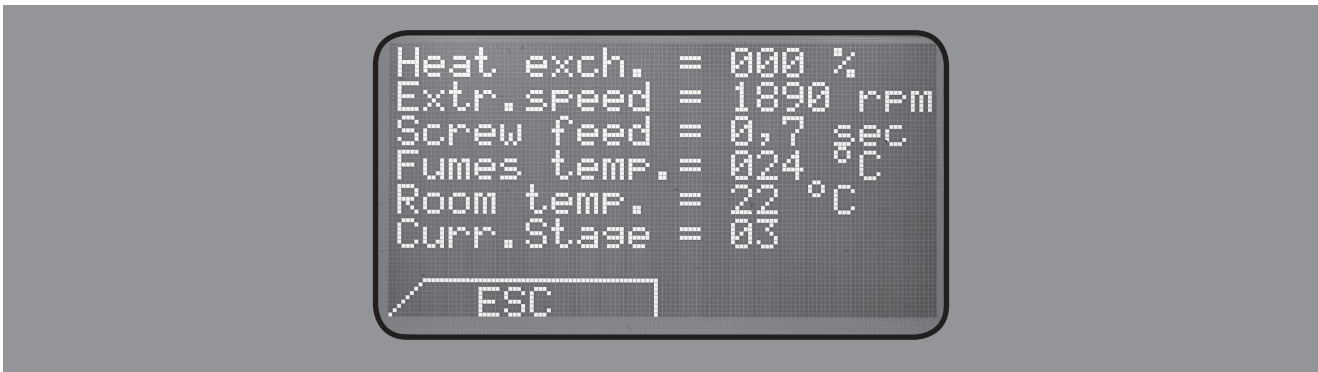 Heat exch. = 000 %
Extr.speed = 1890 rpm
Screw feed = 0,7 sec
Fumes temp.= 024 °C
Room temp. = 22 °C
Curr.Stage = 03
ESC